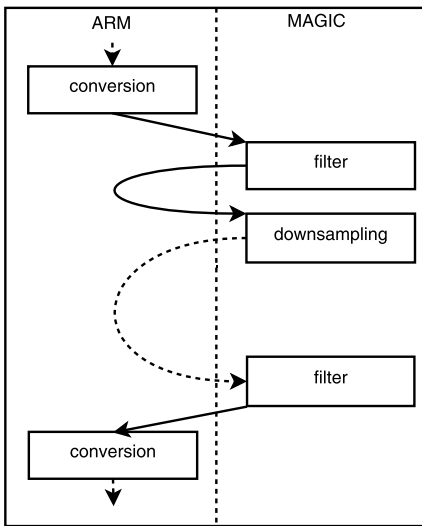 ARM
MAGIC
conversion
filter
downsampling
filter
conversion